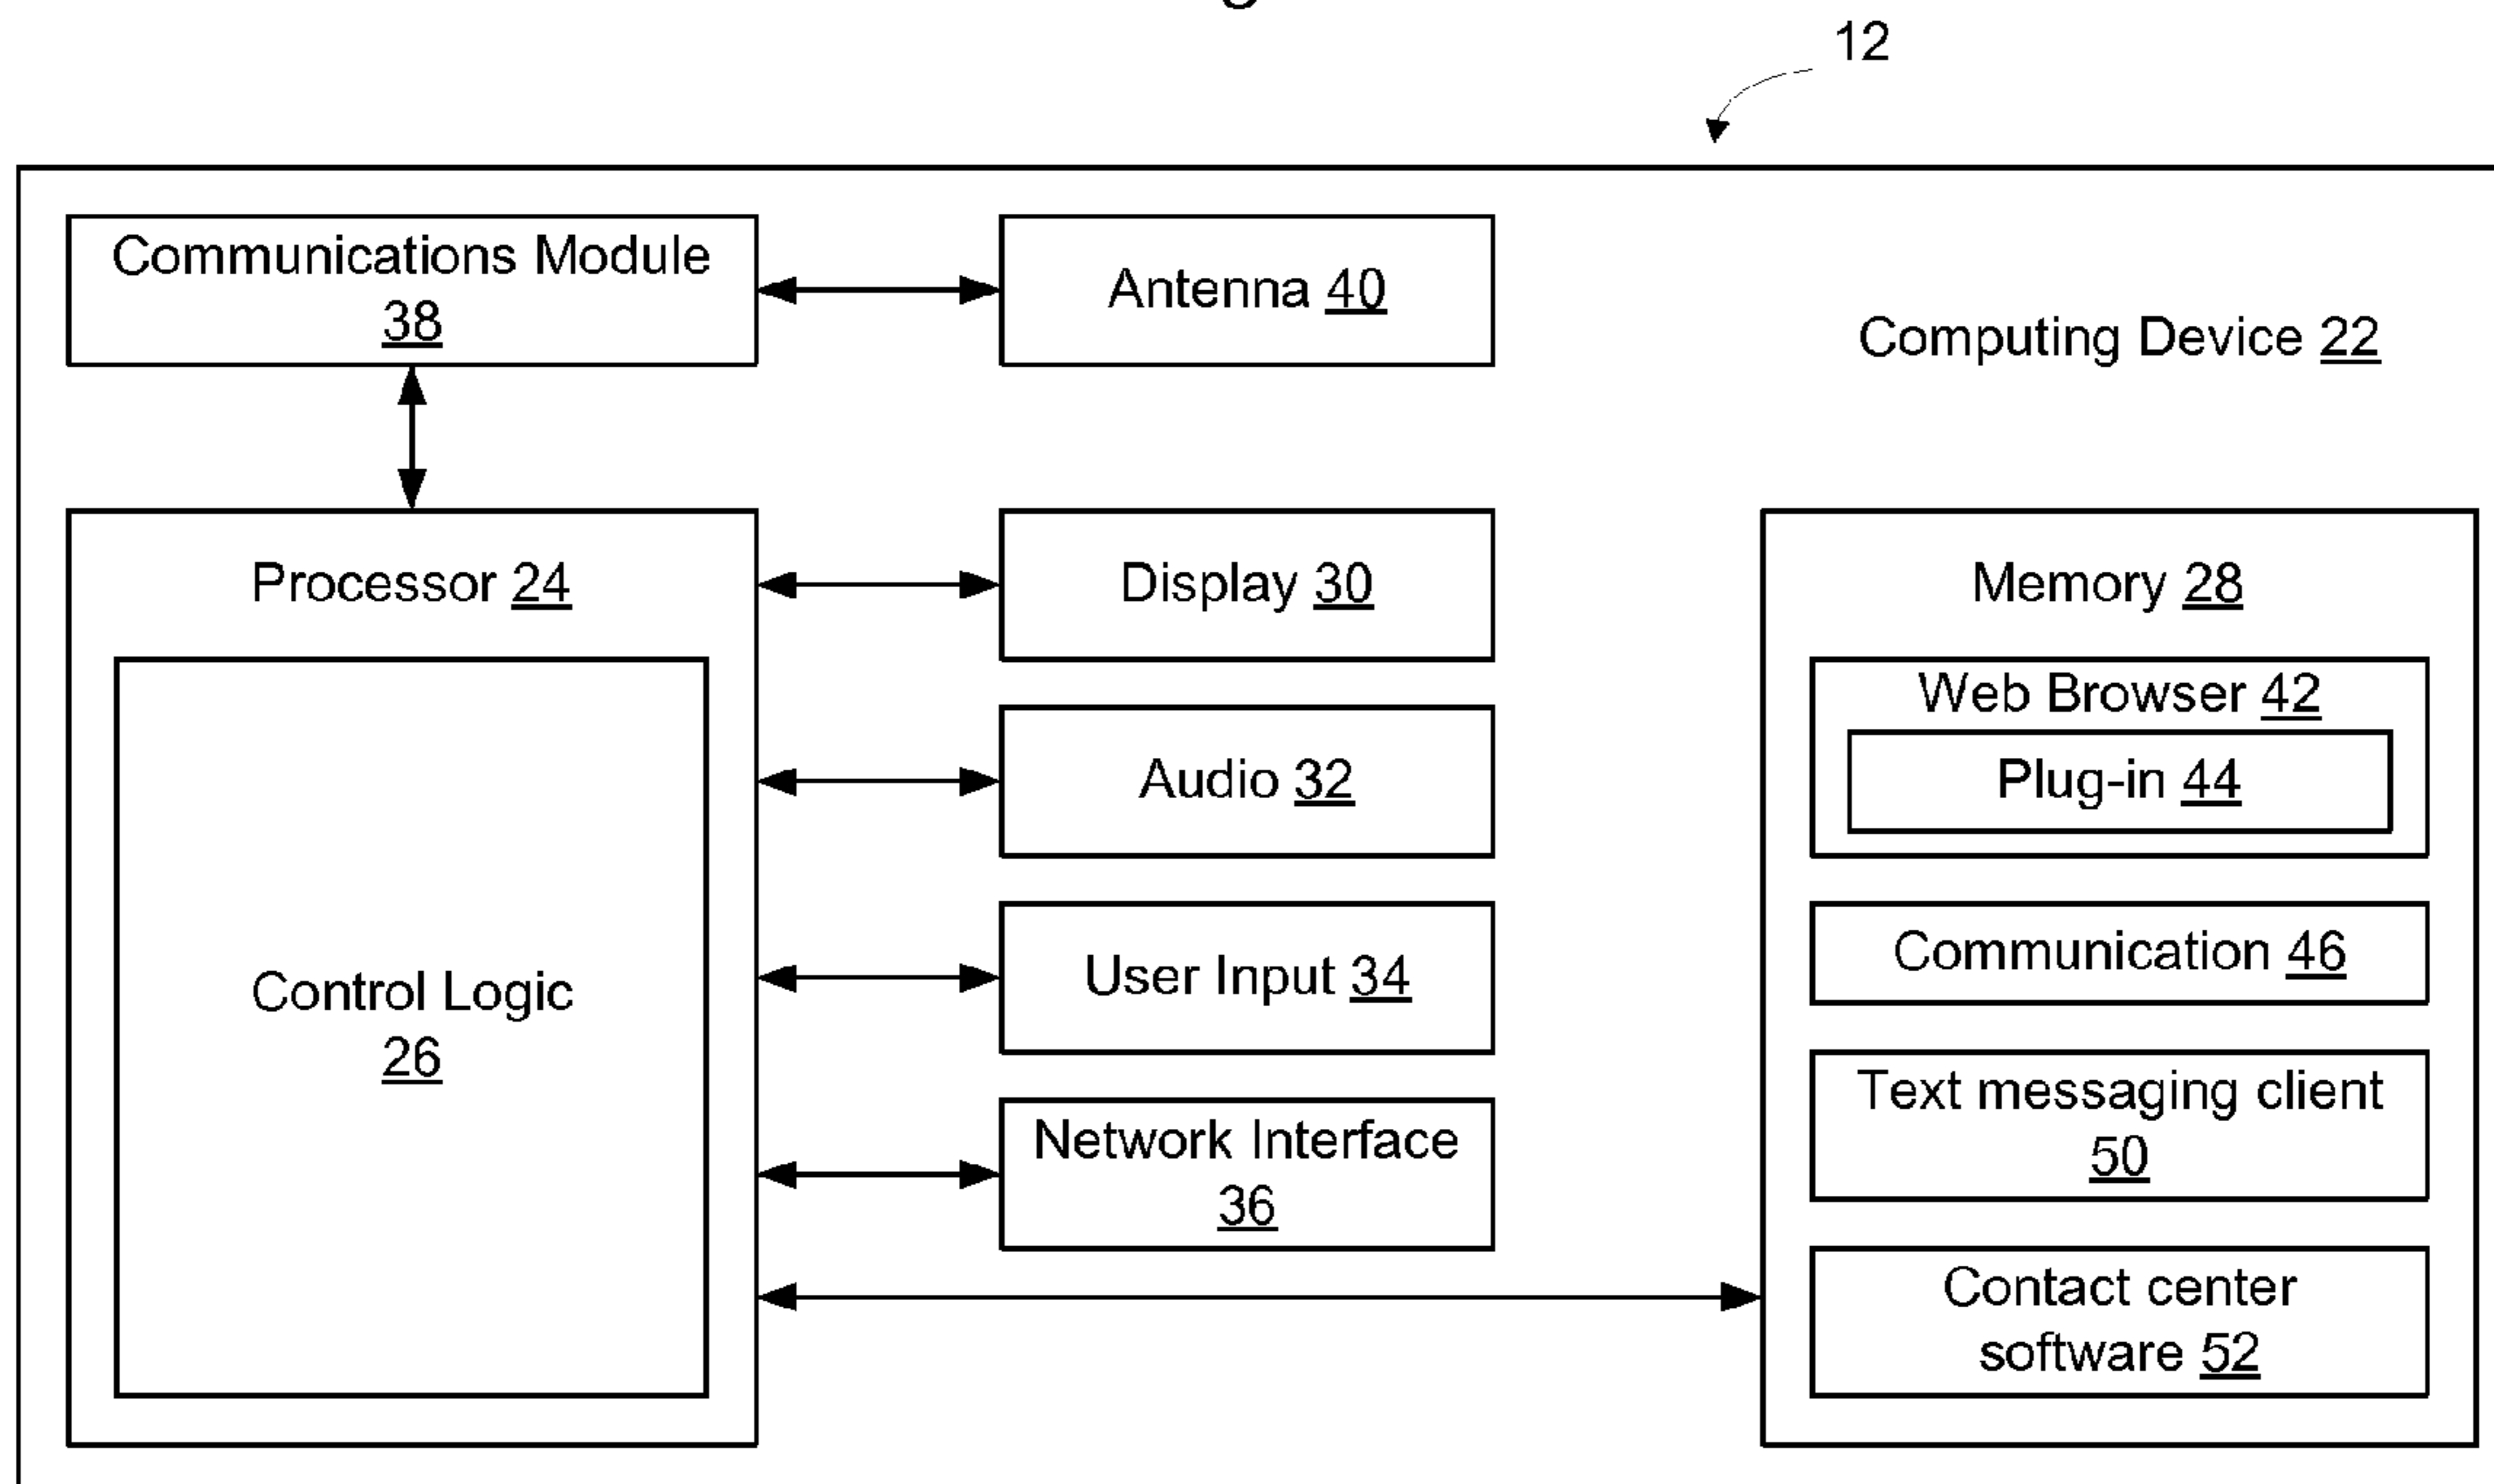 12
Communications Module
38
Antenna 40
Computing Device 22
Processor 24
Display 30
Memory 28
Web Browser 42
Plug-in 44
Audio 32
Communication 46
User Input 34
Control Logic
26
Text messaging client
50
Network Interface
36
Contact center
software 52